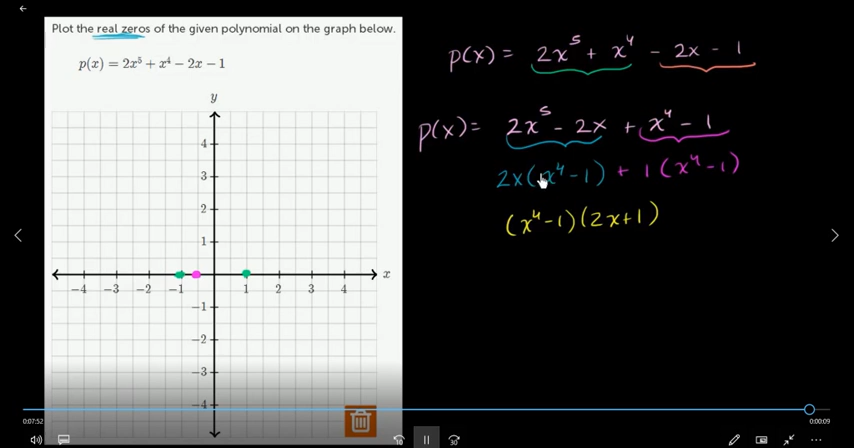 Plot the real zeros of the given polynomial on the graph below.
p(x) = 2x⁵ + x⁴ − 2x − 1
p(x) = 2x⁵ + x⁴ − 2x − 1
p(x) = 2x⁵ − 2x + x⁴ − 1
2x(x⁴ − 1) + 1(x⁴ − 1)
(x⁴ − 1)(2x + 1)
y
4
3
2
1
−4 −3 −2 −1 1 2 3 4 x
−1
−2
−3
−4
0:07:52
0:00:09
10
30